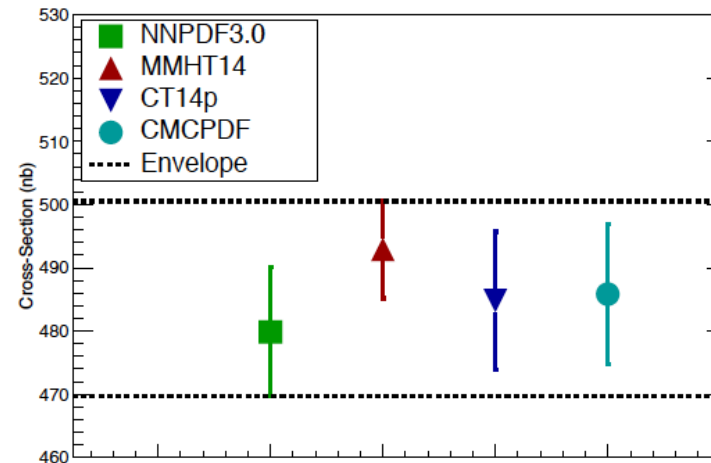 530
520
510
500
490
480
470
460
Cross-Section (nb)
NNPDF3.0
MMHT14
CT14p
CMCPDF
Envelope